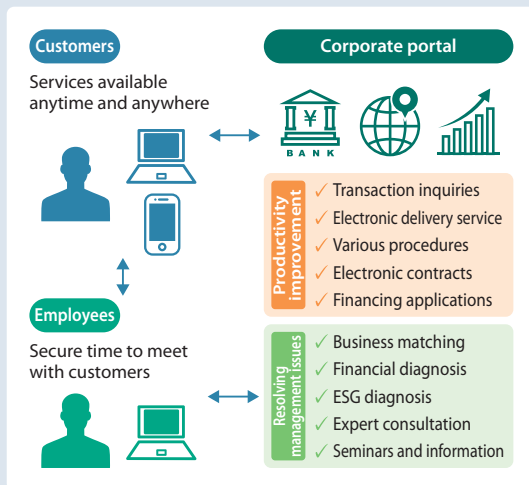 Customers
Services available
anytime and anywhere
Employees
Secure time to meet
with customers
Corporate portal
¥
BANK
Productivity
improvement
✓ Transaction inquiries
✓ Electronic delivery service
✓ Various procedures
✓ Electronic contracts
✓ Financing applications
Resolving
management issues
✓ Business matching
✓ Financial diagnosis
✓ ESG diagnosis
✓ Expert consultation
✓ Seminars and information